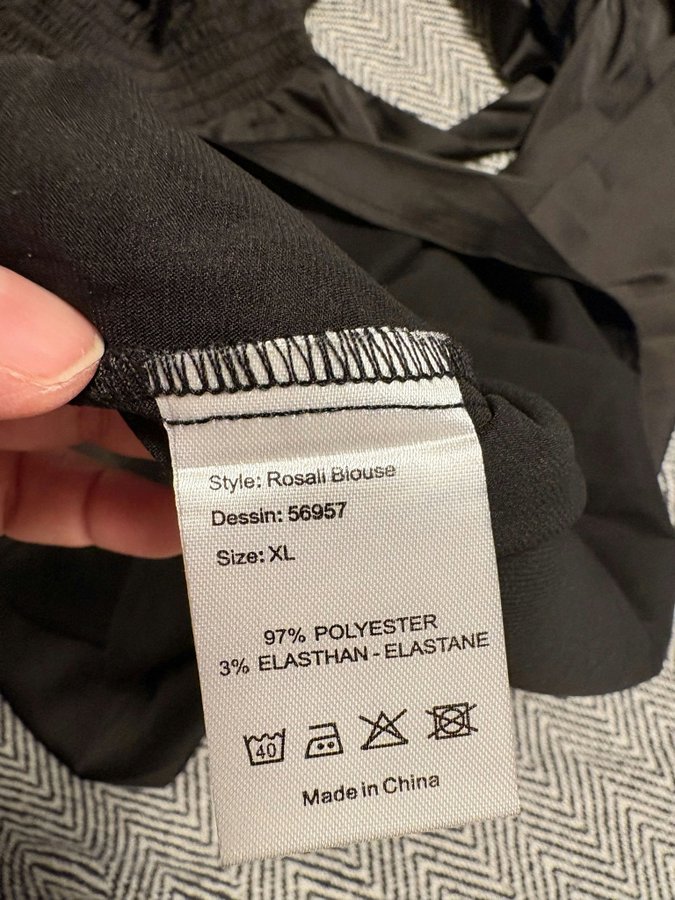 Style: Rosali Blouse
Dessin: 56957
Size: XL
97% POLYESTER
3% ELASTHAN - ELASTANE
40
Made in China